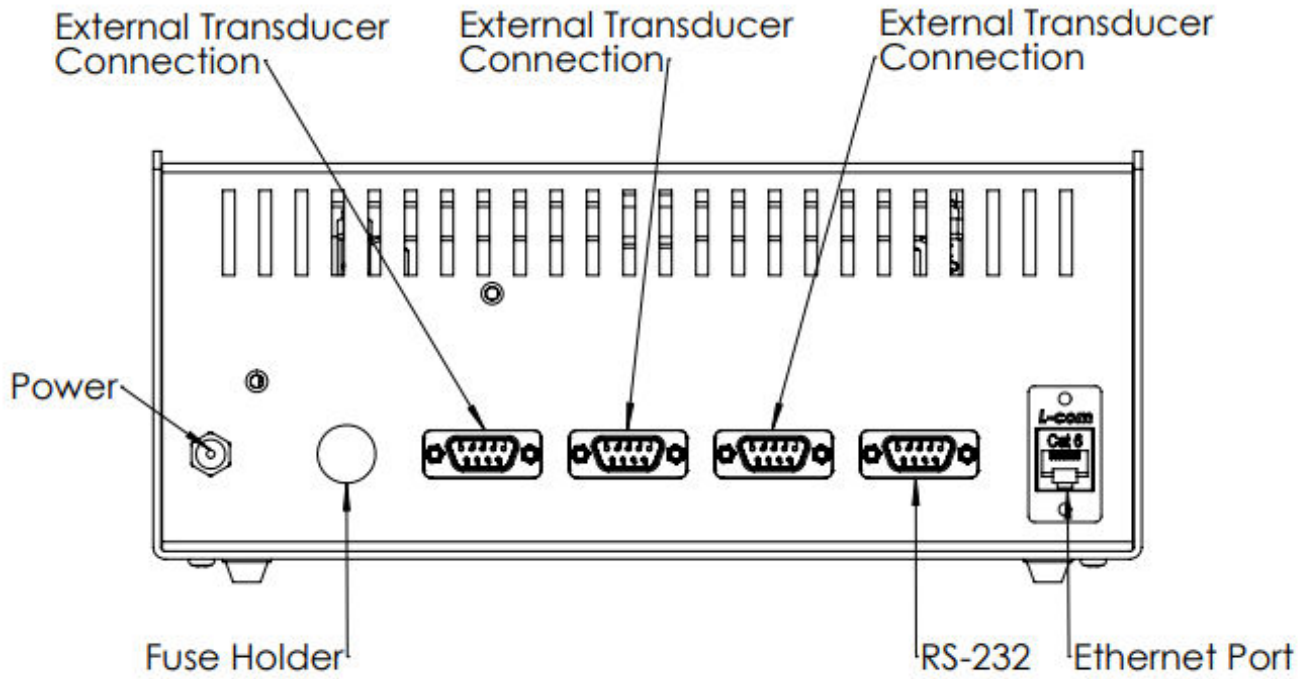 External Transducer
Connection
External Transducer
Connection
External Transducer
Connection
Power
L-com
Cat 6
Fuse Holder
RS-232
Ethernet Port